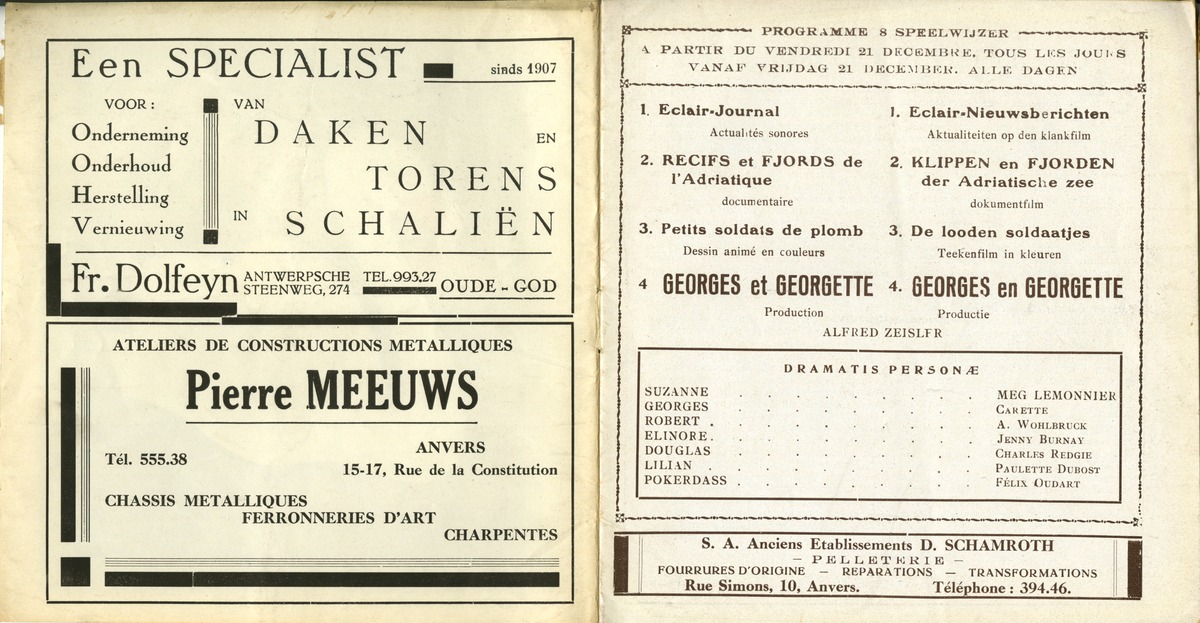 Een SPECIALIST sinds 1907
VOOR :
Onderneming
Onderhoud
Herstelling
Vernieuwing
VAN
DAKEN EN
TORENS
IN SCHALIËN
Fr. Dolfeyn ANTWERPSCHE STEENWEG, 274 TEL. 993,27 OUDE - GOD
ATELIERS DE CONSTRUCTIONS METALLIQUES
Pierre MEEUWS
Tél. 555.38
ANVERS
15-17, Rue de la Constitution
CHASSIS METALLIQUES
FERRONNERIES D'ART
CHARPENTES
PROGRAMME 8 SPEELWIJZER
A PARTIR DU VENDREDI 21 DECEMBRE, TOUS LES JOURS
VANAF VRIJDAG 21 DECEMBER. ALLE DAGEN
1. Eclair-Journal
Actualités sonores
2. RECIFS et FJORDS de
l'Adriatique
documentaire
3. Petits soldats de plomb
Dessin animé en couleurs
4 GEORGES et GEORGETTE
Production
1. Eclair-Nieuwsberichten
Aktualiteiten op den klankfilm
2. KLIPPEN en FJORDEN
der Adriatische zee
dokumentfilm
3. De looden soldaatjes
Teekenfilm in kleuren
4. GEORGES en GEORGETTE
Productie
ALFRED ZEISLER
DRAMATIS PERSONÆ
SUZANNE . . . . . . . . . MEG LEMONNIER
GEORGES . . . . . . . . . CARETTE
ROBERT . . . . . . . . . . A. WOHLBRUCK
ELINORE . . . . . . . . . . JENNY BURNAY
DOUGLAS . . . . . . . . . CHARLES REDGIE
LILIAN . . . . . . . . . . PAULETTE DUBOST
POKERDASS . . . . . . . . . FÉLIX OUDART
S. A. Anciens Etablissements D. SCHAMROTH
— PELLETERIE —
FOURRURES D'ORIGINE — REPARATIONS — TRANSFORMATIONS
Rue Simons, 10, Anvers. Téléphone : 394.46.